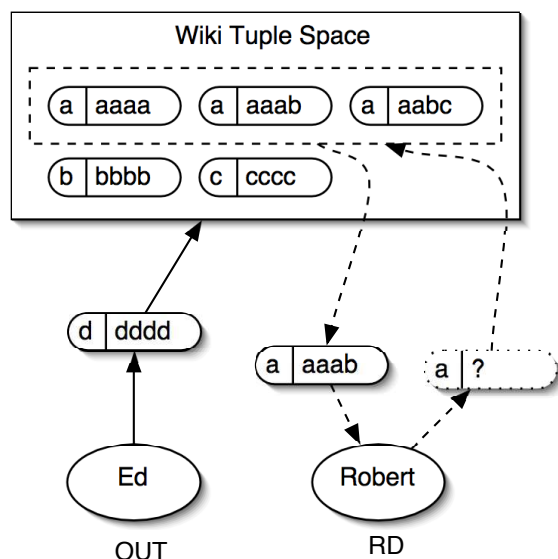 Wiki Tuple Space
a aaaa a aaab a aabc
b bbbb c cccc
d dddd
a aaab a ?
Ed Robert
OUT RD